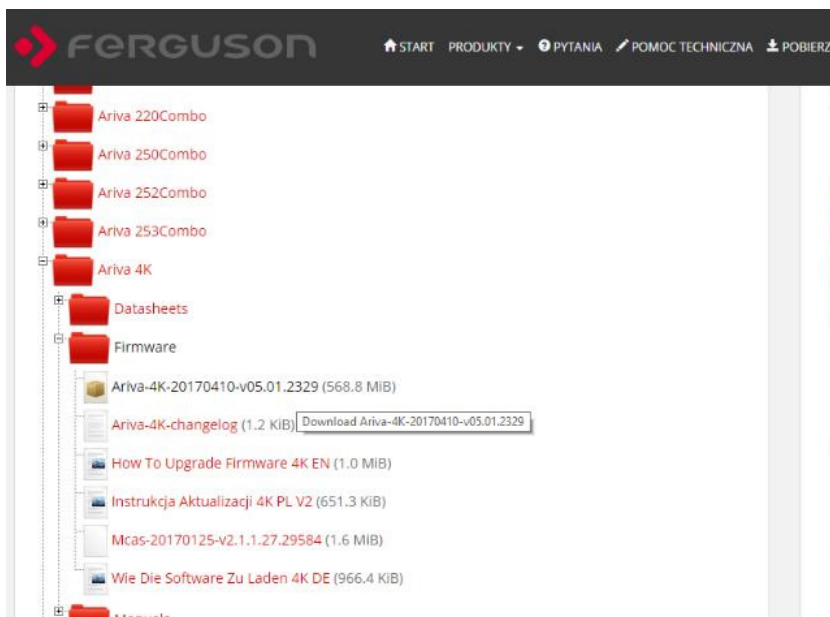 FERGUSON
START PRODUKTY PYTANIA POMOC TECHNICZNA POBIERZ
Ariva 220Combo
Ariva 250Combo
Ariva 252Combo
Ariva 253Combo
Ariva 4K
Datasheets
Firmware
Ariva-4K-20170410-v05.01.2329 (568.8 MiB)
Ariva-4K-changelog (1.2 KiB) Download Ariva-4K-20170410-v05.01.2329
How To Upgrade Firmware 4K EN (1.0 MiB)
Instrukcja Aktualizacji 4K PL V2 (651.3 KiB)
Mcas-20170125-v2.1.1.27.29584 (1.6 MiB)
Wie Die Software Zu Laden 4K DE (966.4 KiB)
Manuals